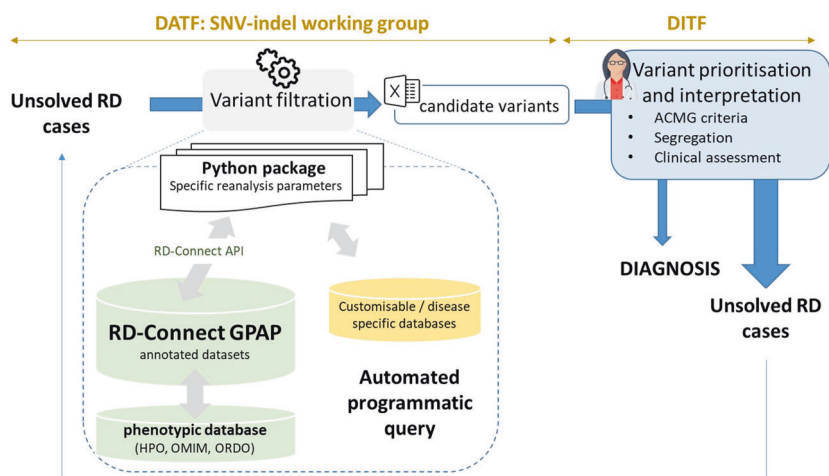 DATF: SNV-indel working group
DITF
Unsolved RD
cases
Variant filtration
X
candidate variants
Variant prioritisation
and interpretation
• ACMG criteria
• Segregation
• Clinical assessment
Python package
Specific reanalysis parameters
RD-Connect API
RD-Connect GPAP
annotated datasets
Customisable / disease
specific databases
Automated
programmatic
query
phenotypic database
(HPO, OMIM, ORDO)
DIAGNOSIS
Unsolved RD
cases